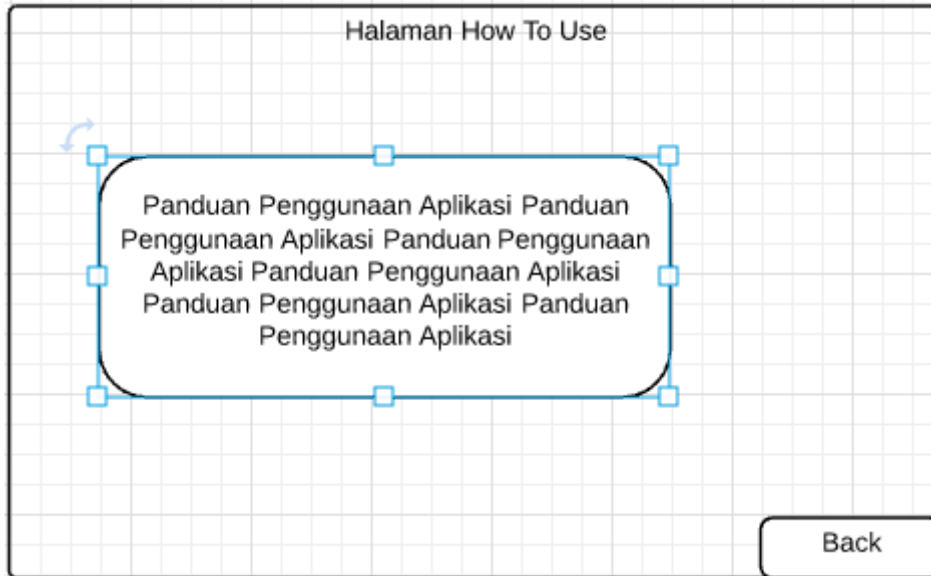 Halaman How To Use
Panduan Penggunaan Aplikasi Panduan
Penggunaan Aplikasi Panduan Penggunaan
Aplikasi Panduan Penggunaan Aplikasi
Panduan Penggunaan Aplikasi Panduan
Penggunaan Aplikasi
Back